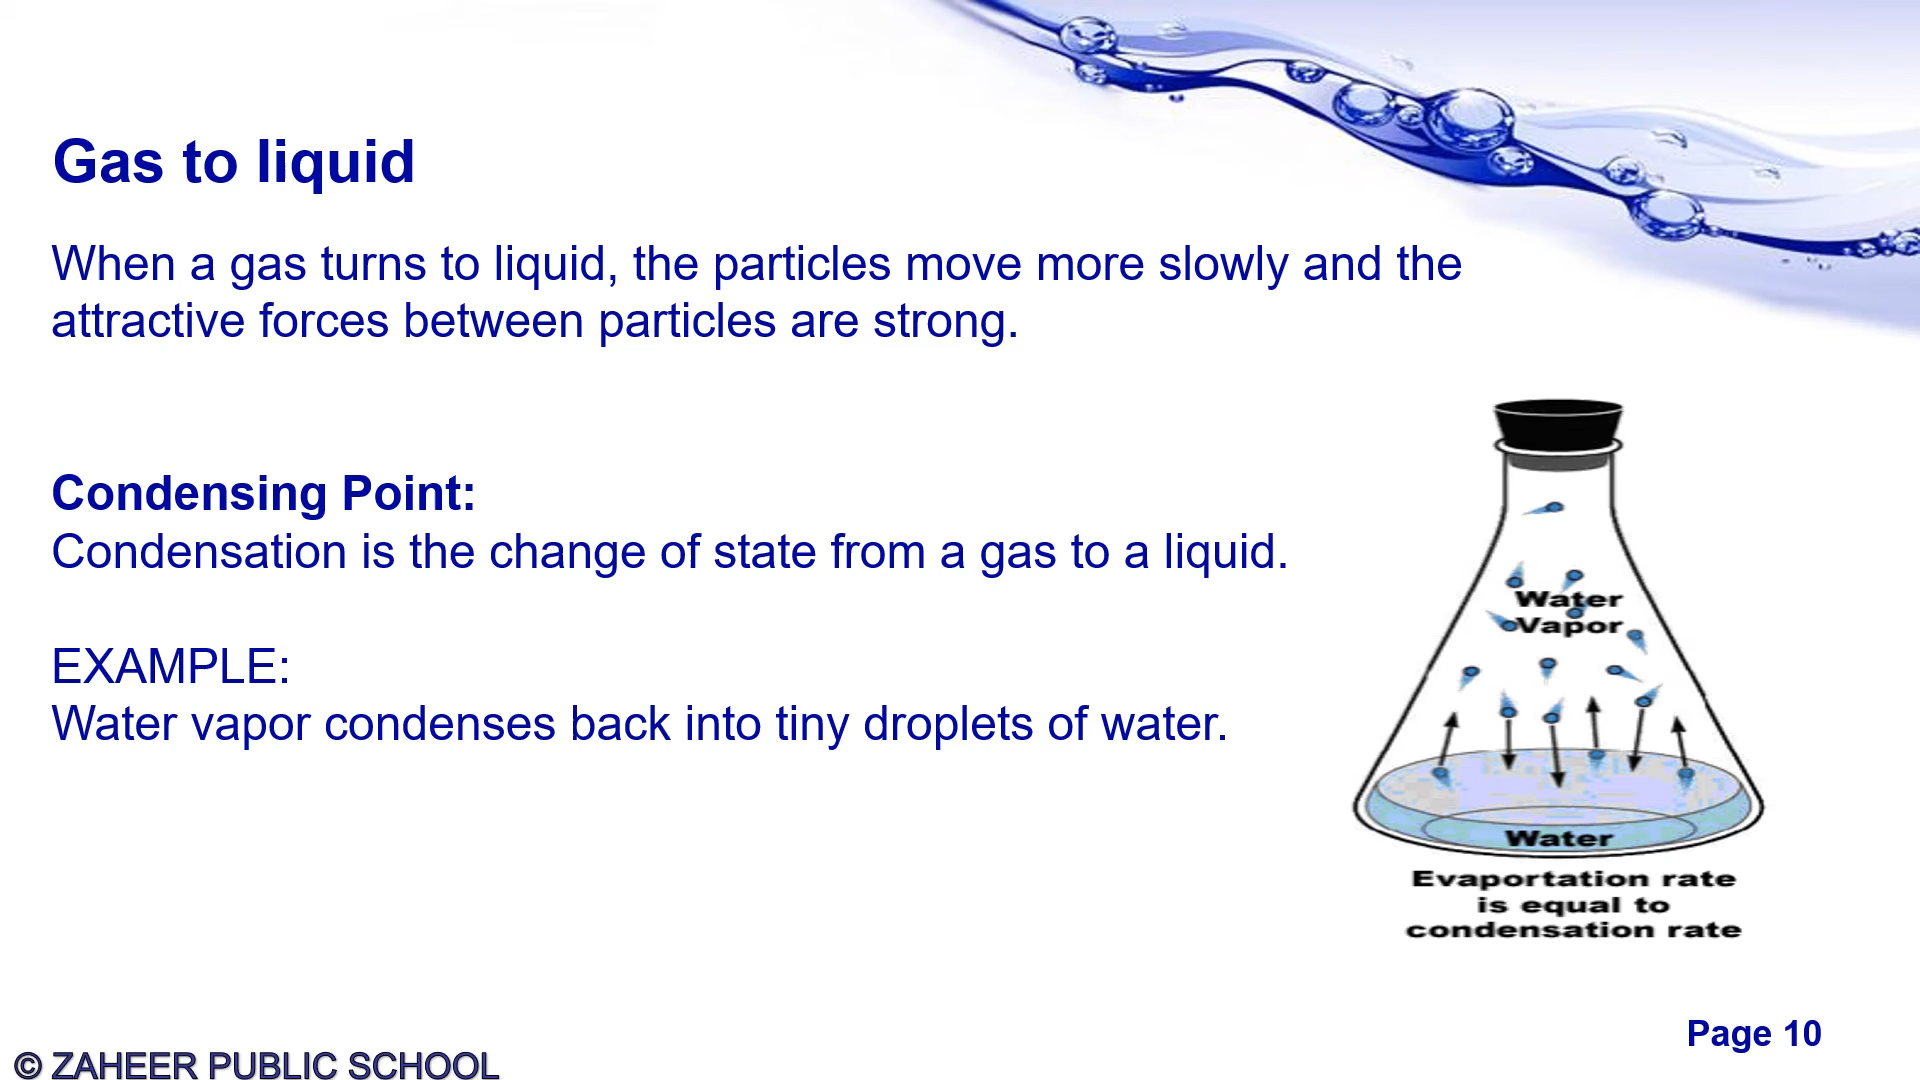 Gas to liquid
When a gas turns to liquid, the particles move more slowly and the
attractive forces between particles are strong.
Condensing Point:
Condensation is the change of state from a gas to a liquid.
EXAMPLE:
Water vapor condenses back into tiny droplets of water.
Water
Vapor
Water
Evaportation rate
is equal to
condensation rate
Page 10
© ZAHEER PUBLIC SCHOOL